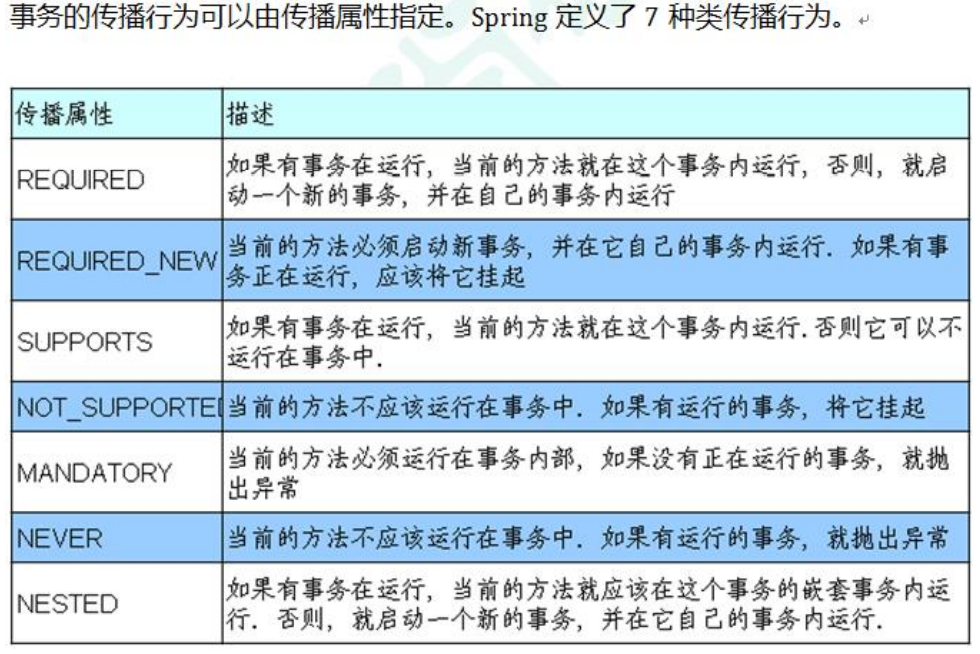 事务的传播行为可以由传播属性指定。Spring 定义了 7 种类传播行为。
传播属性 描述
REQUIRED 如果有事务在运行，当前的方法就在这个事务内运行，否则，就启
动一个新的事务，并在自己的事务内运行
REQUIRED_NEW 当前的方法必须启动新事务，并在它自己的事务内运行. 如果有事
务正在运行，应该将它挂起
SUPPORTS 如果有事务在运行，当前的方法就在这个事务内运行.否则它可以不
运行在事务中.
NOT_SUPPORTE 当前的方法不应该运行在事务中. 如果有运行的事务，将它挂起
MANDATORY 当前的方法必须运行在事务内部，如果没有正在运行的事务，就抛
出异常
NEVER 当前的方法不应该运行在事务中. 如果有运行的事务，就抛出异常
NESTED 如果有事务在运行，当前的方法就应该在这个事务的嵌套事务内运
行. 否则，就启动一个新的事务，并在它自己的事务内运行.